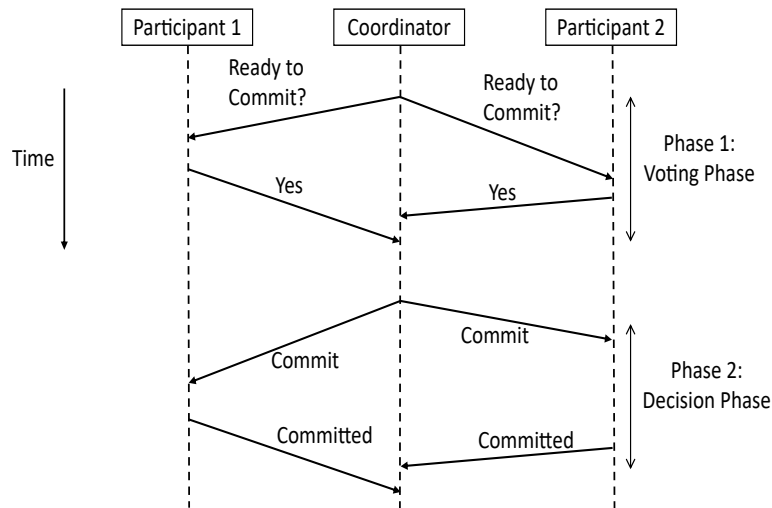 Participant 1
Coordinator
Participant 2
Ready to
Commit?
Ready to
Commit?
Time
Phase 1:
Voting Phase
Yes
Yes
Commit
Commit
Phase 2:
Decision Phase
Committed
Committed